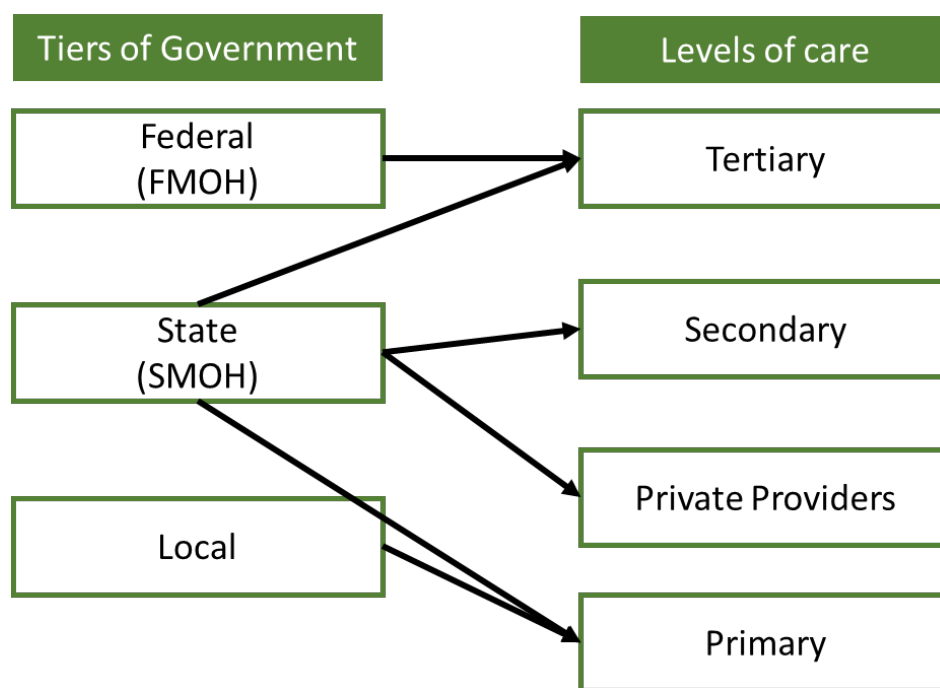 Tiers of Government
Levels of care
Federal
(FMOH)
Tertiary
State
(SMOH)
Secondary
Private Providers
Local
Primary